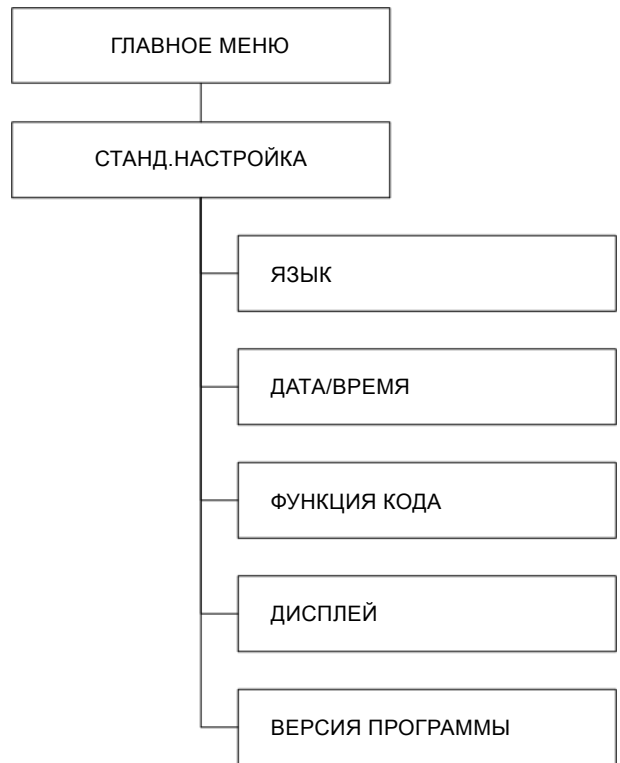 ГЛАВНОЕ МЕНЮ
СТАНД.НАСТРОЙКА
ЯЗЫК
ДАТА/ВРЕМЯ
ФУНКЦИЯ КОДА
ДИСПЛЕЙ
ВЕРСИЯ ПРОГРАММЫ